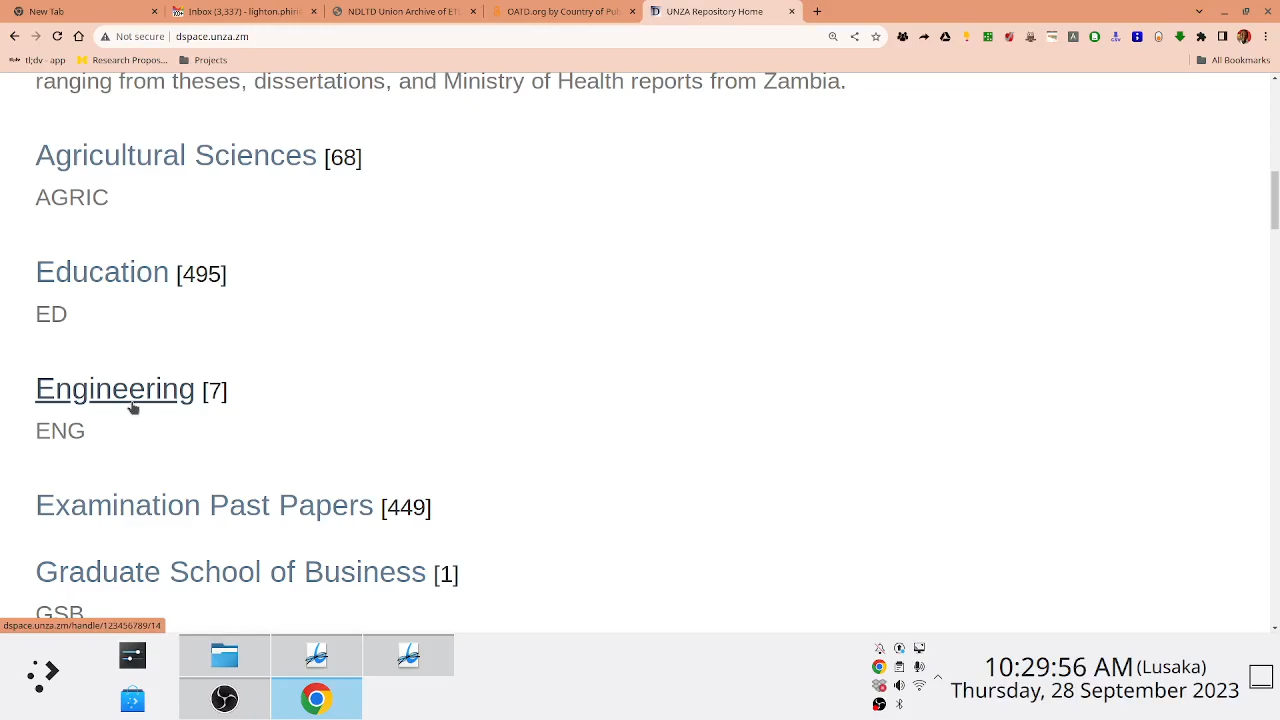 New Tab
Inbox (3,337) - lighton.phiri
NDLTD Union Archive of ET
OATD.org by Country of Pu
UNZA Repository Home
Not secure
dspace.unza.zm
tl;dv - app
Research Propos...
Projects
All Bookmarks
ranging from theses, dissertations, and Ministry of Health reports from Zambia.
Agricultural Sciences [68]
AGRIC
Education [495]
ED
Engineering [7]
ENG
Examination Past Papers [449]
Graduate School of Business [1]
GSB
dspace.unza.zm/handle/123456789/14
10:29:56 AM (Lusaka)
Thursday, 28 September 2023